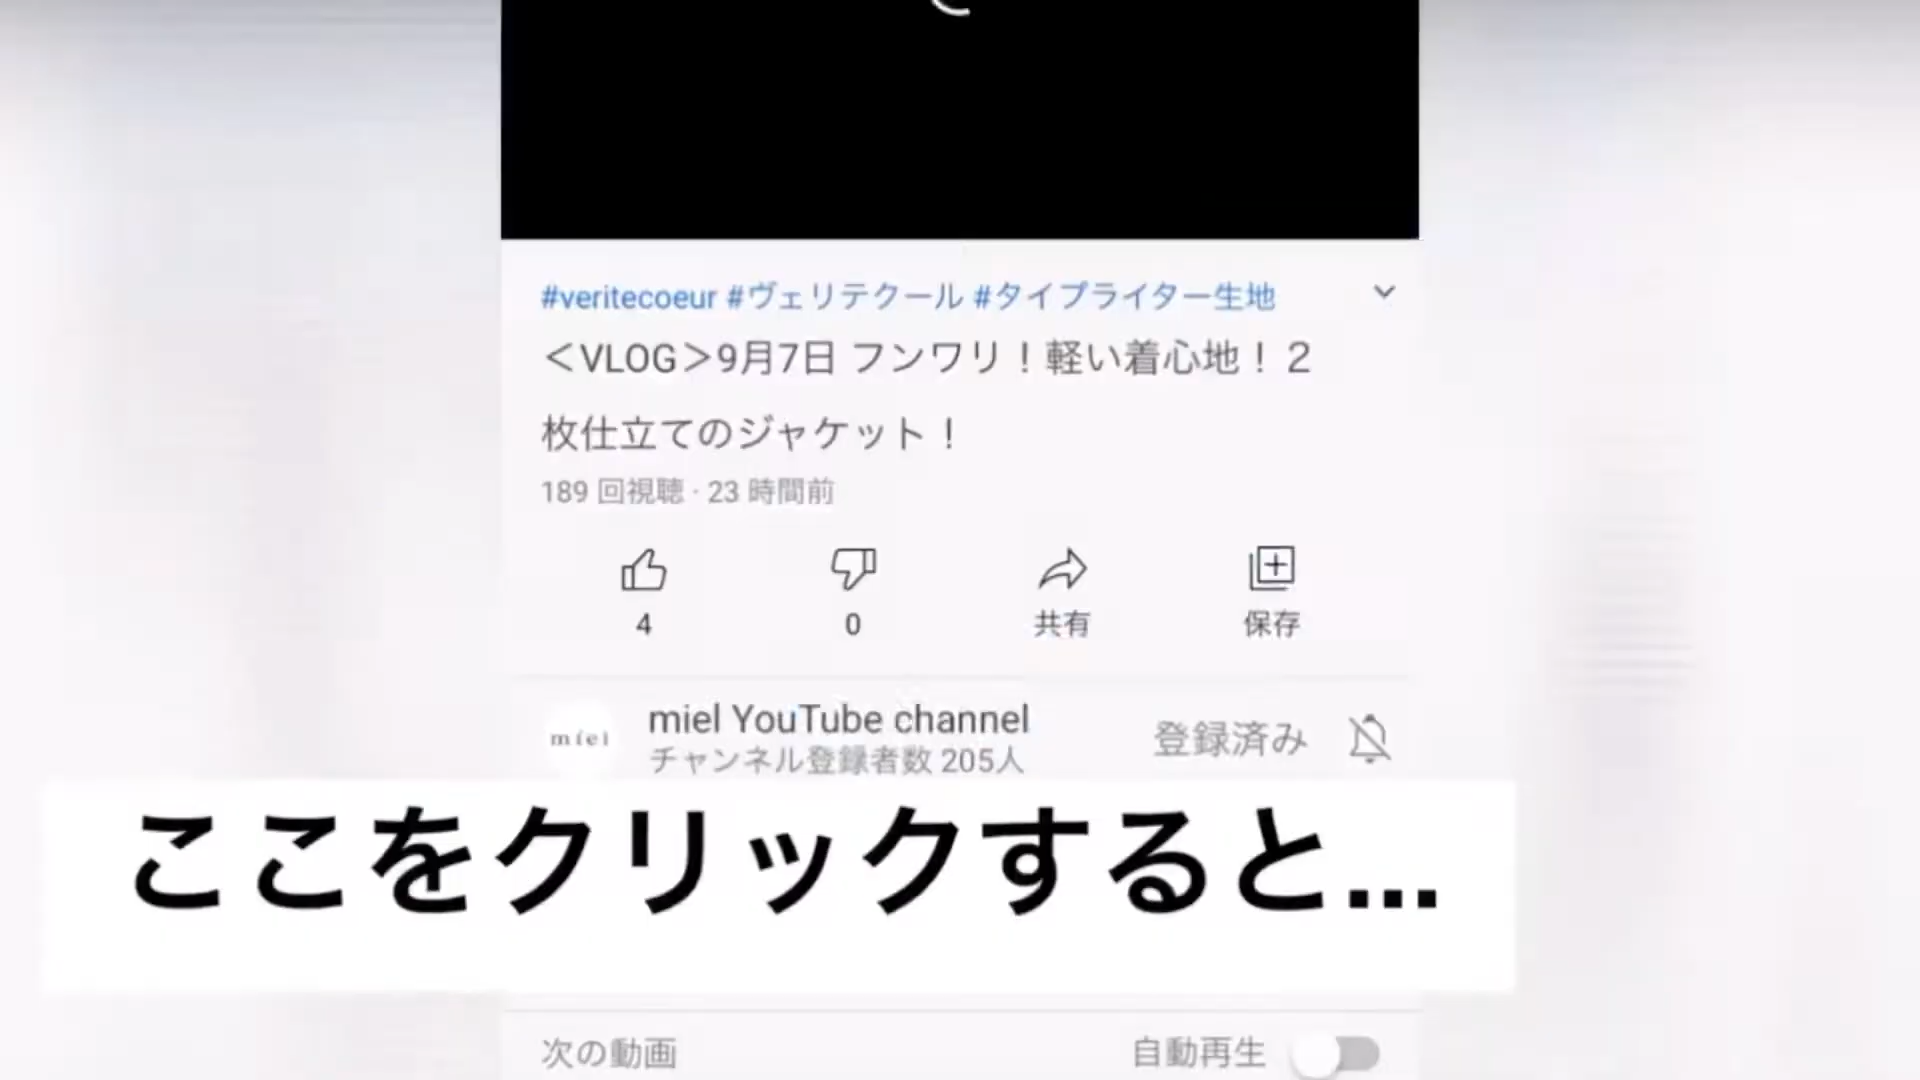 #veritecoeur #ヴェリテクール #タイプライター生地
＜VLOG＞9月7日 フンワリ！軽い着心地！２
枚仕立てのジャケット！
189 回視聴 · 23 時間前
4
0
共有
保存
miel
miel YouTube channel
チャンネル登録者数 205人
登録済み
ここをクリックすると...
次の動画
自動再生